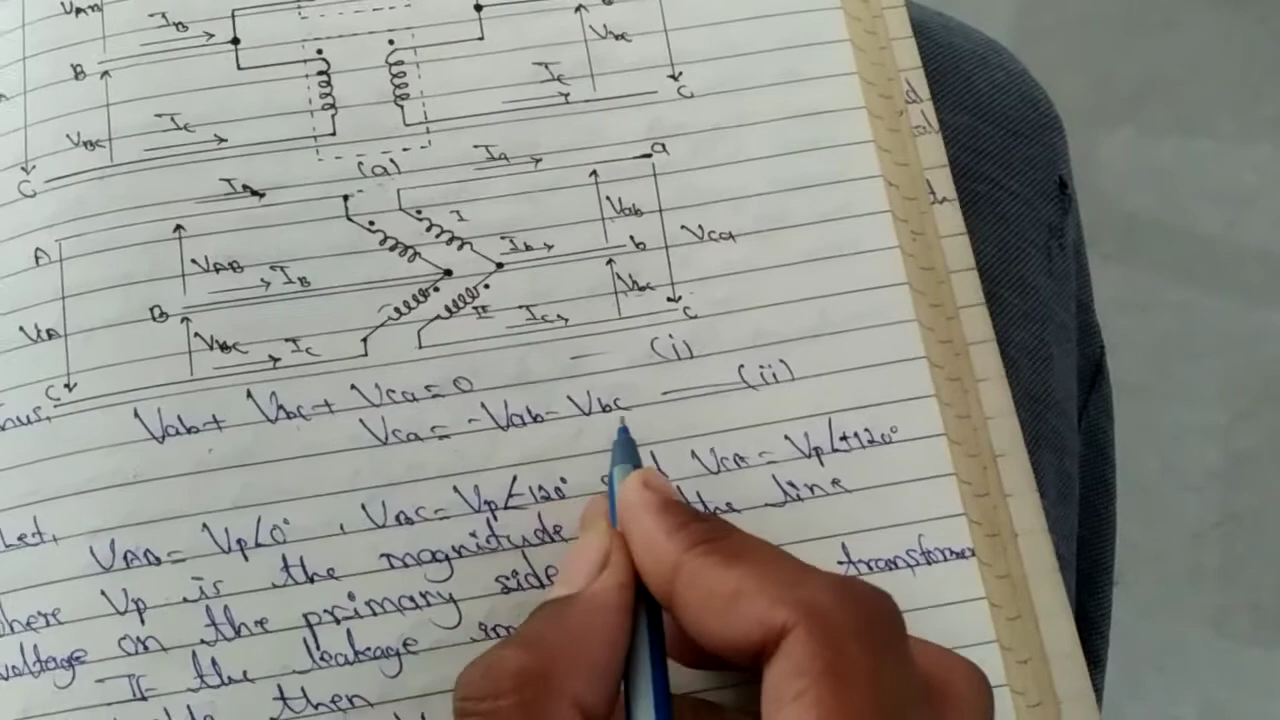 VAB
IB
B
Vbc
Ic
C
VBC
IC
C
(a)
Ia
a
IA
A
I
Vab
Vca
VAB
Ib
b
IB
B
Vbc
II
Ic
c
VBC
IC
C
(i)
Vab + Vbc + Vca = 0
Vca = -Vab - Vbc (ii)
Let, VAB = Vp∠0°, VBC = Vp∠120° VCA = Vp∠+120°
Vp is the magnitude the line
voltage on the primary side transformer
If the leakage
then